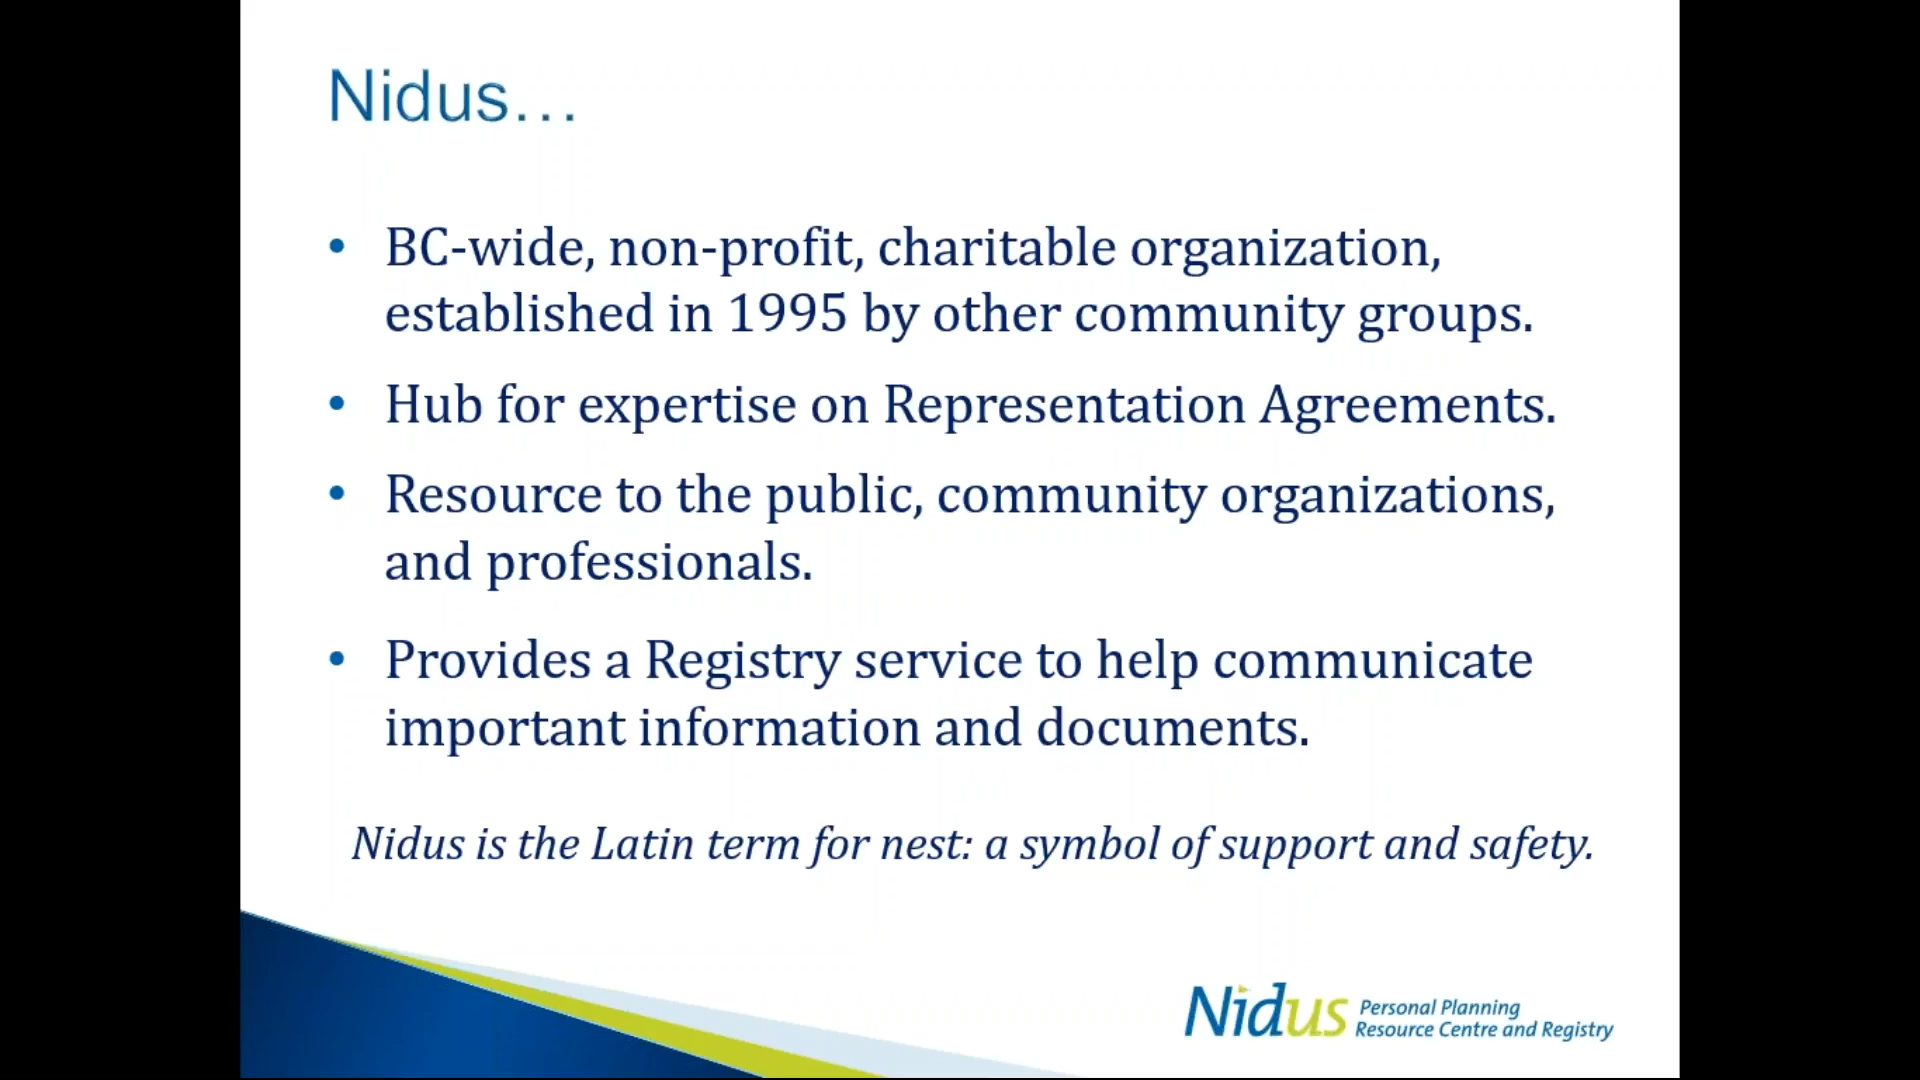 Nidus...
• BC-wide, non-profit, charitable organization,
established in 1995 by other community groups.
• Hub for expertise on Representation Agreements.
• Resource to the public, community organizations,
and professionals.
• Provides a Registry service to help communicate
important information and documents.
Nidus is the Latin term for nest: a symbol of support and safety.
Nidus Personal Planning
Resource Centre and Registry